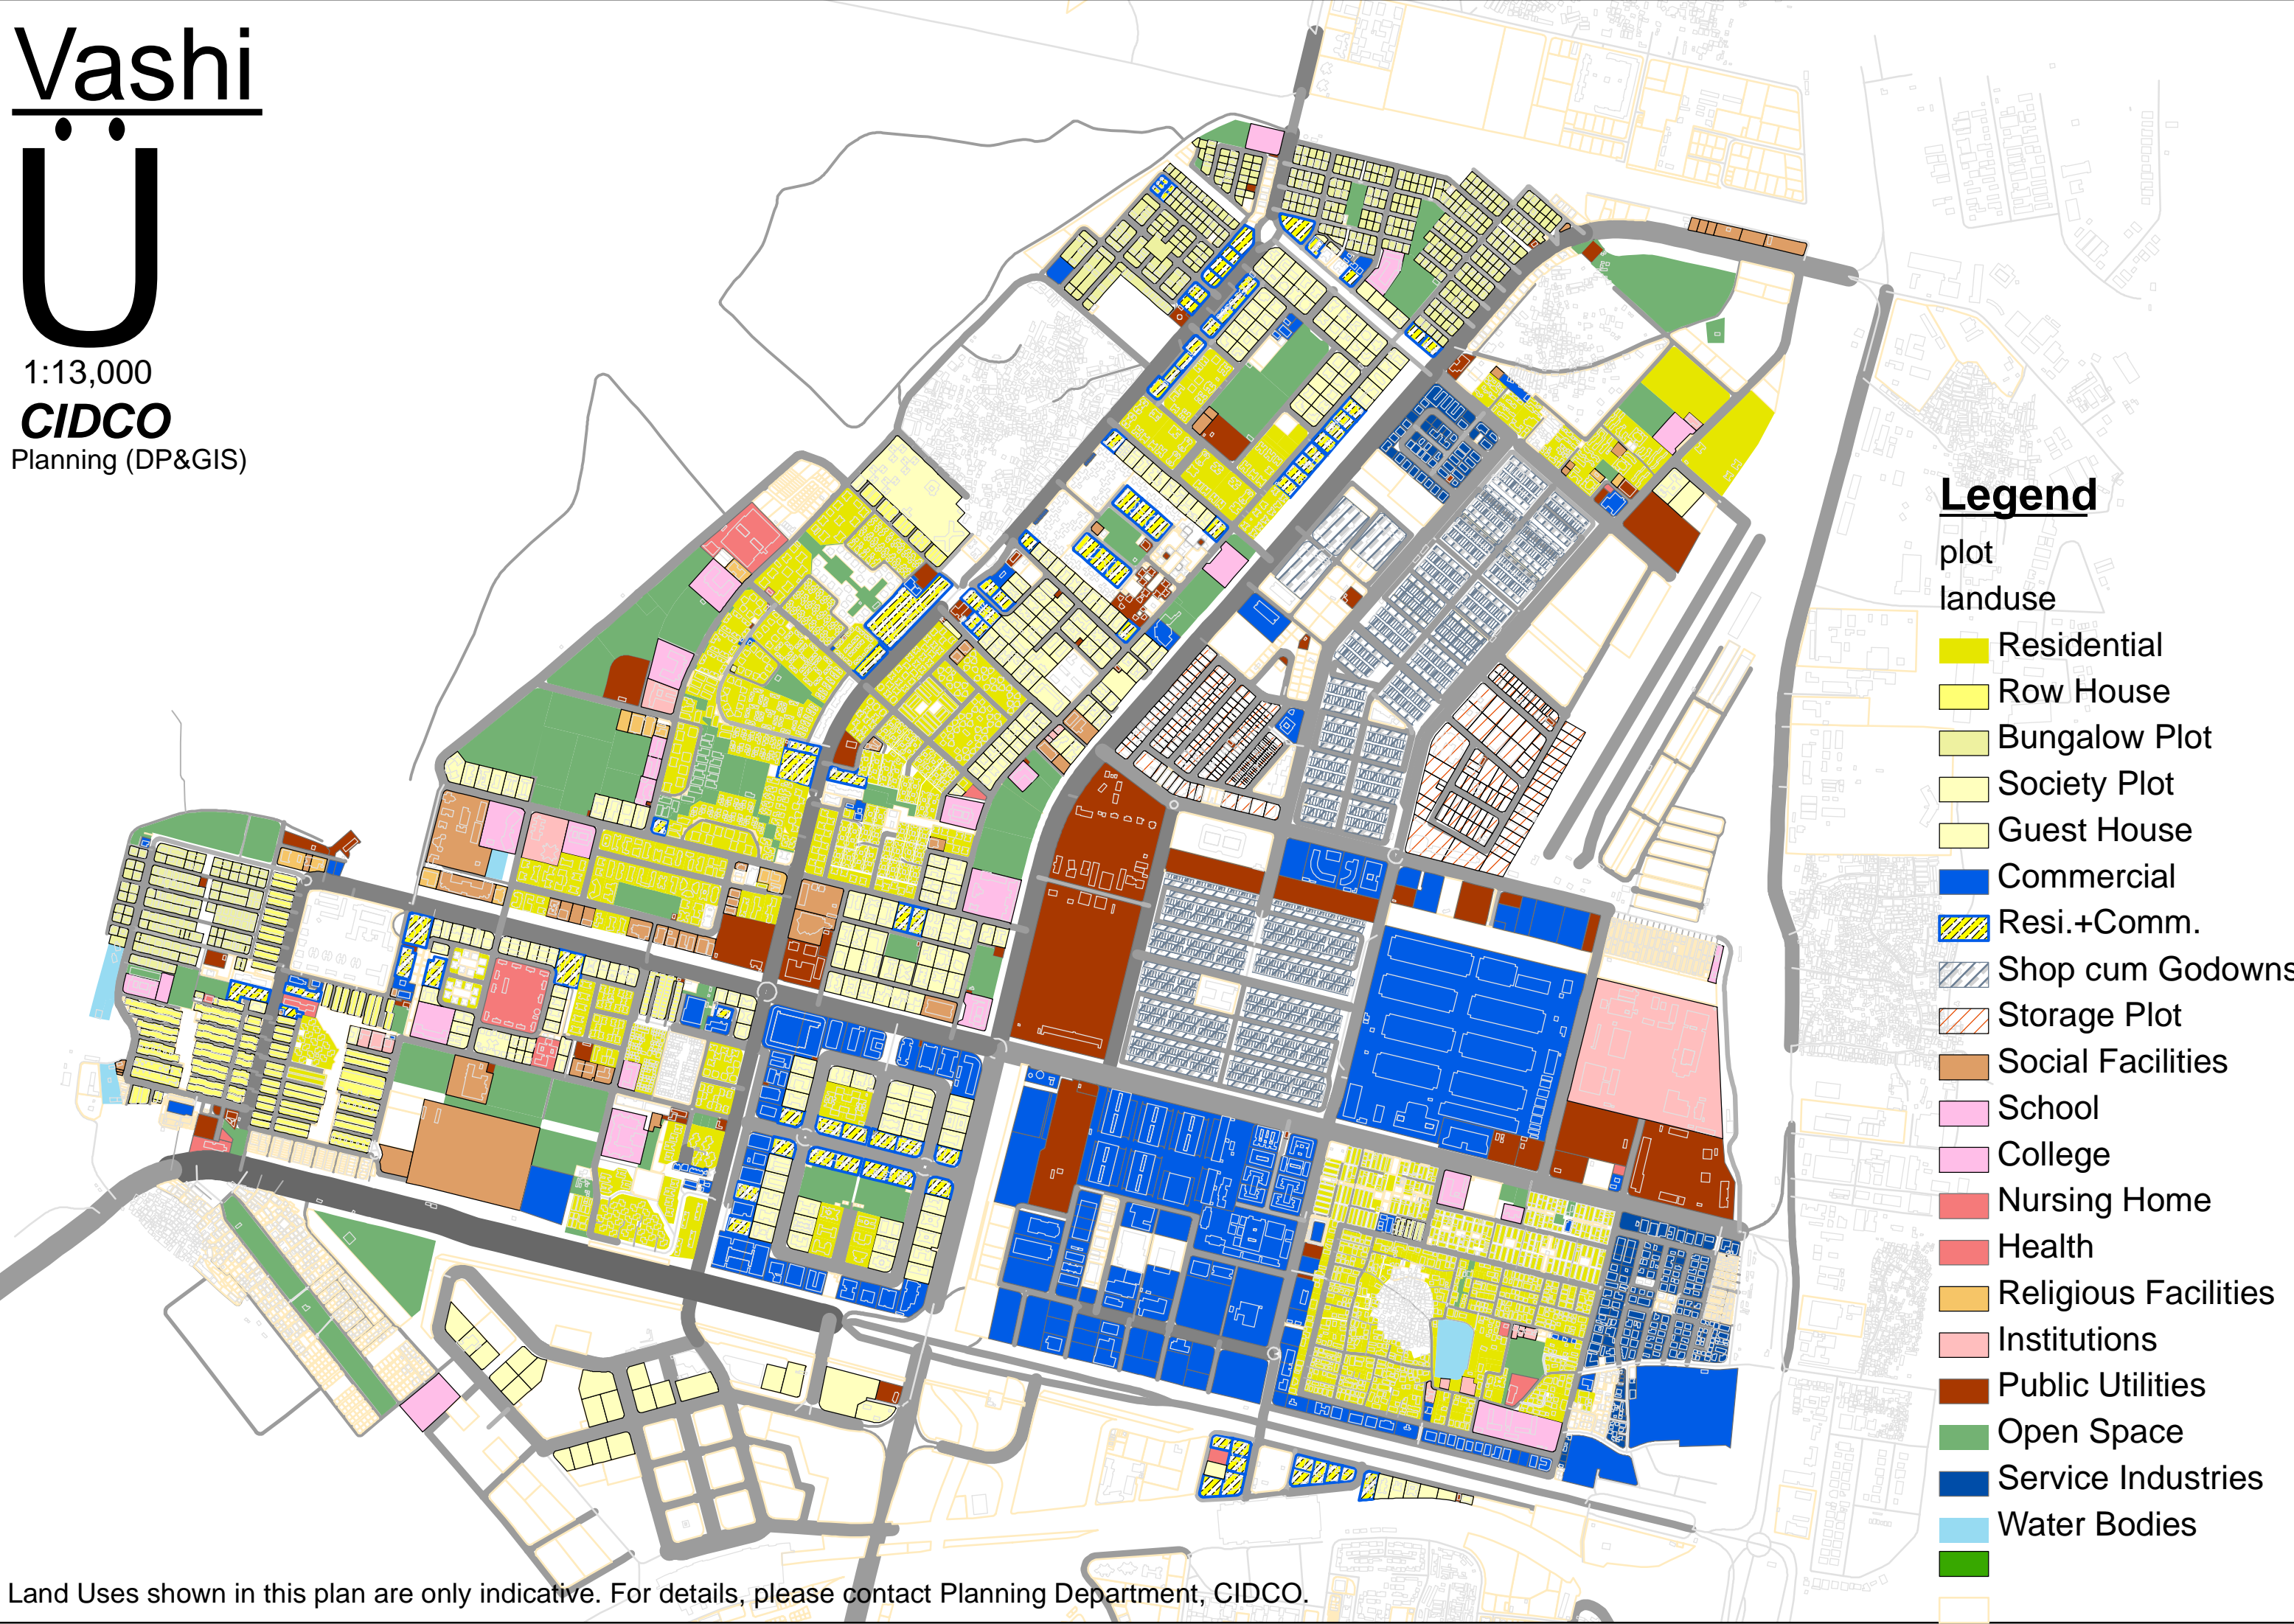 Vashi
Ü
1:13,000
CIDCO
Planning (DP&GIS)
Legend
plot
landuse
Residential
Row House
Bungalow Plot
Society Plot
Guest House
Commercial
Resi.+Comm.
Shop cum Godowns
Storage Plot
Social Facilities
School
College
Nursing Home
Health
Religious Facilities
Institutions
Public Utilities
Open Space
Service Industries
Water Bodies
Land Uses shown in this plan are only indicative. For details, please contact Planning Department, CIDCO.